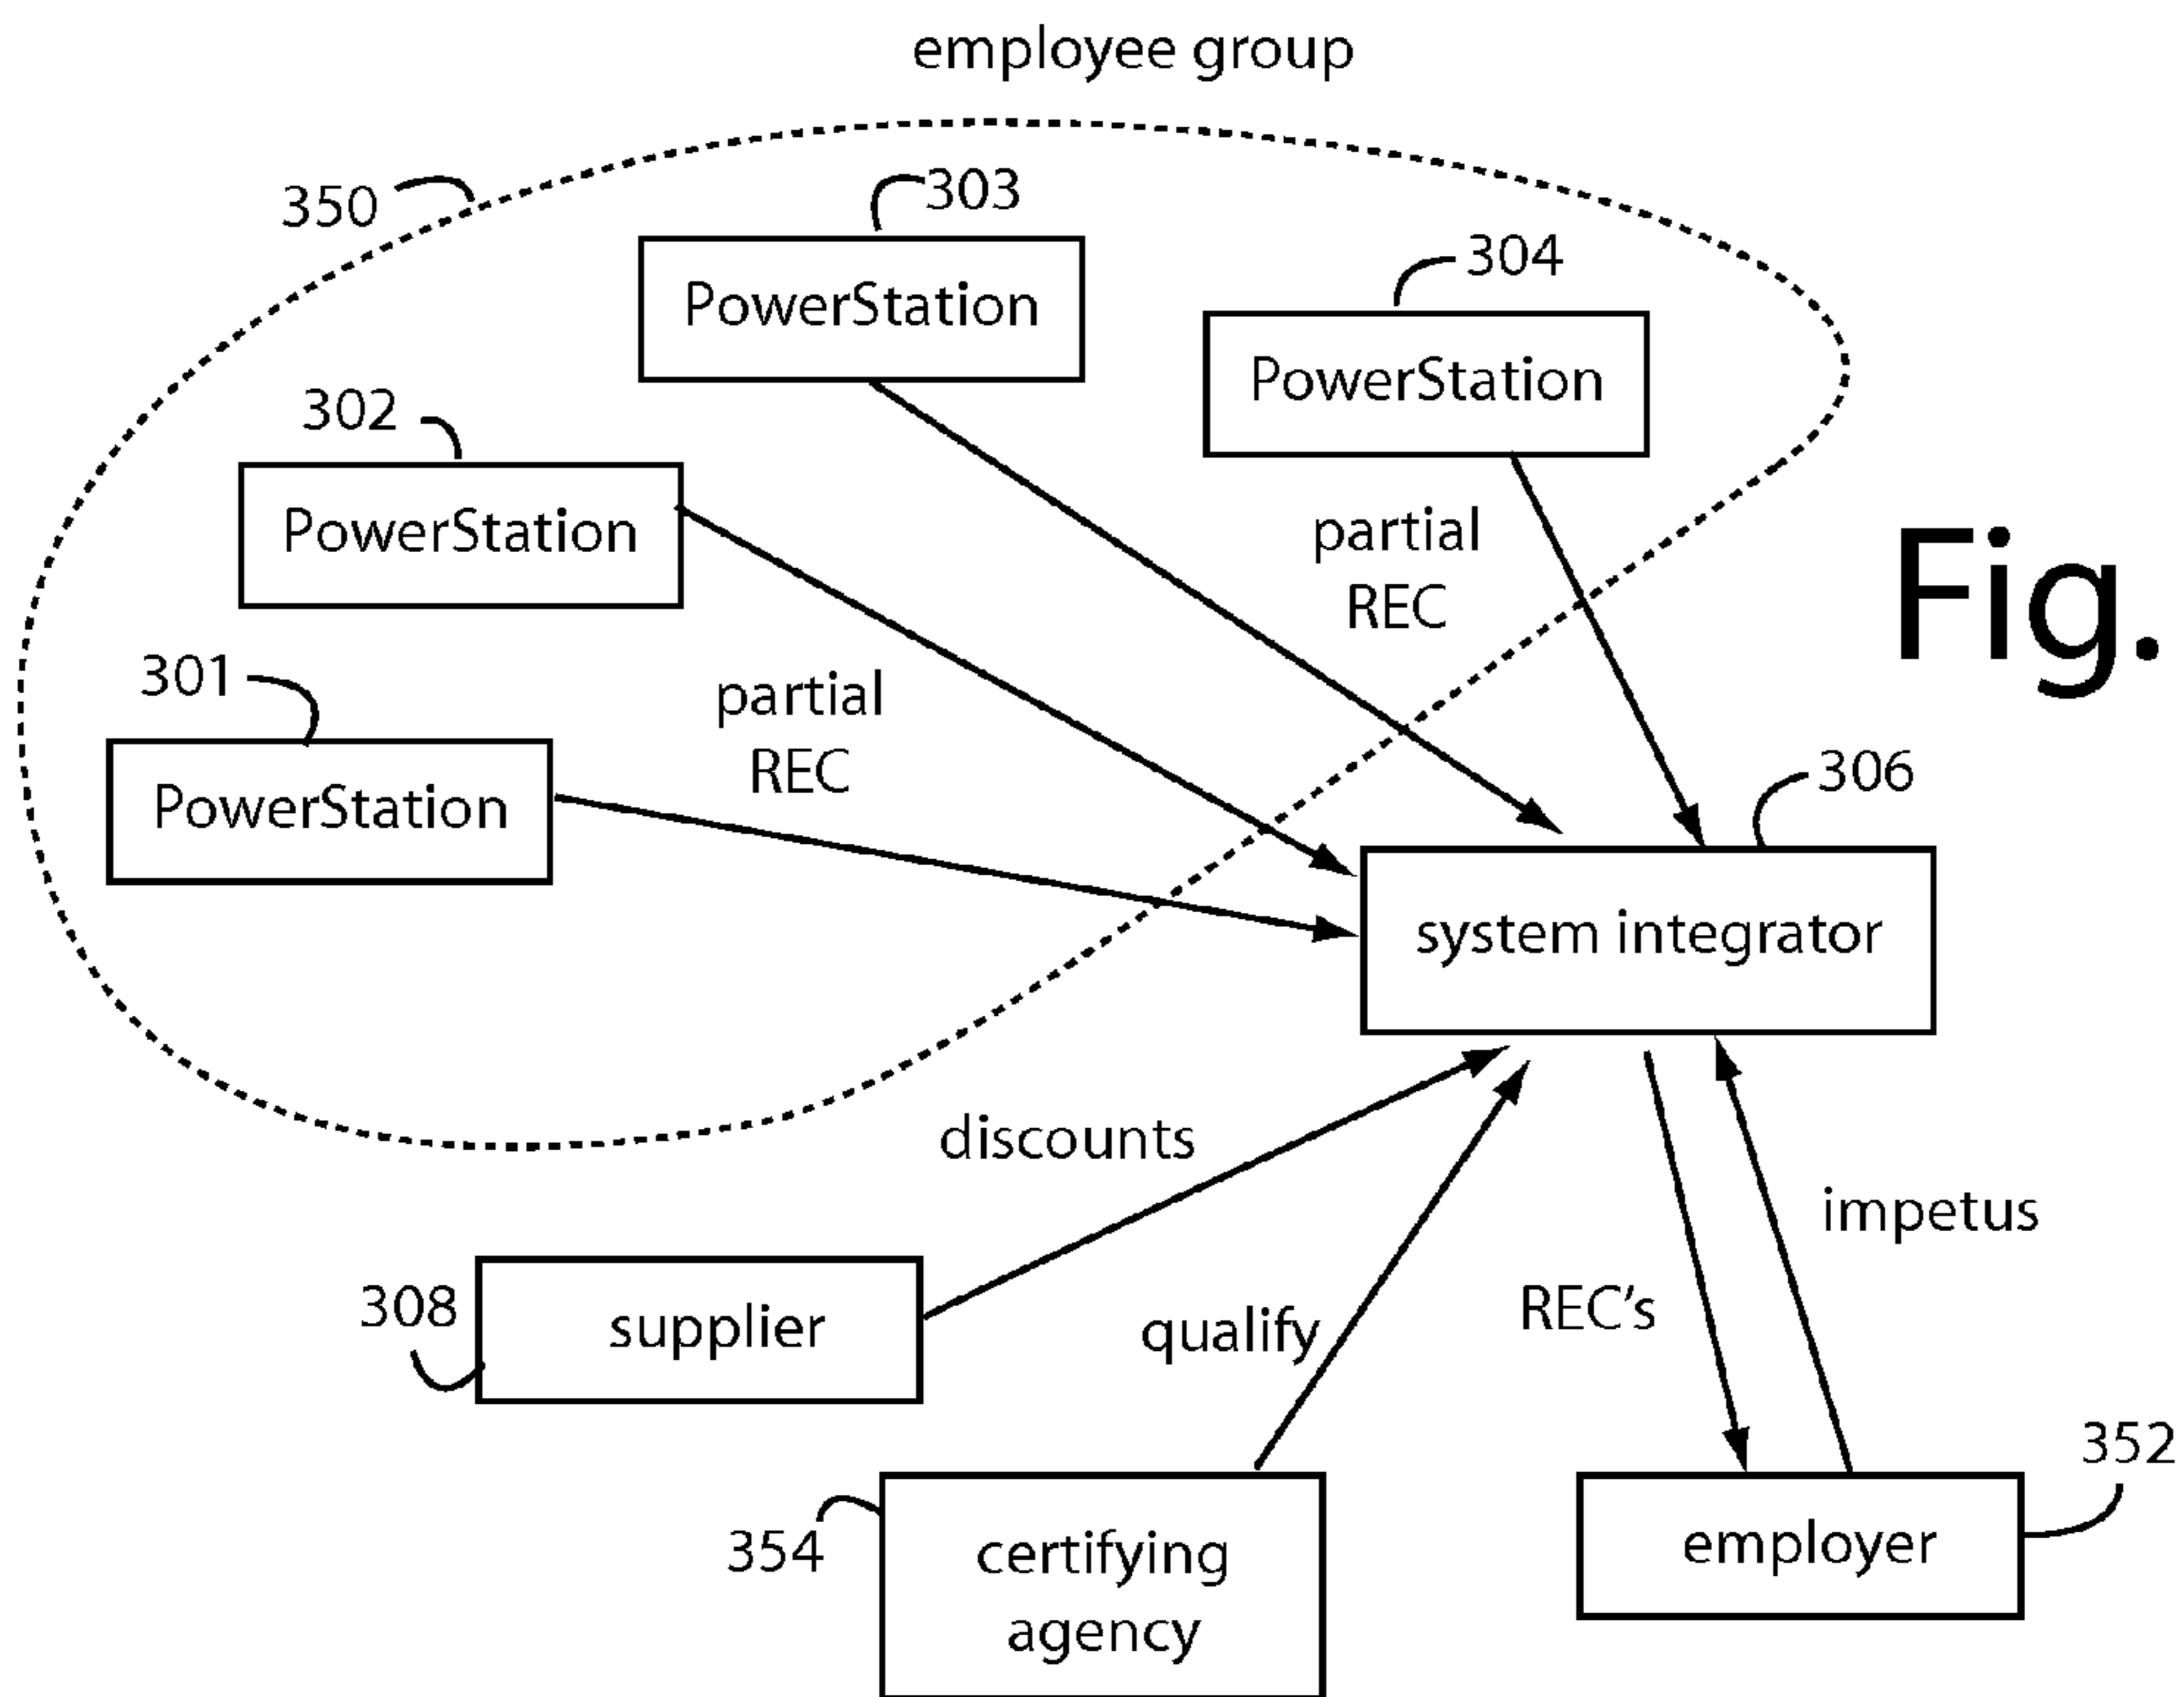 employee group
350
303
PowerStation
304
PowerStation
302
PowerStation
partial
REC
Fig.
301
PowerStation
partial
REC
306
system integrator
discounts
impetus
308
supplier
qualify
REC's
352
354
certifying
agency
employer